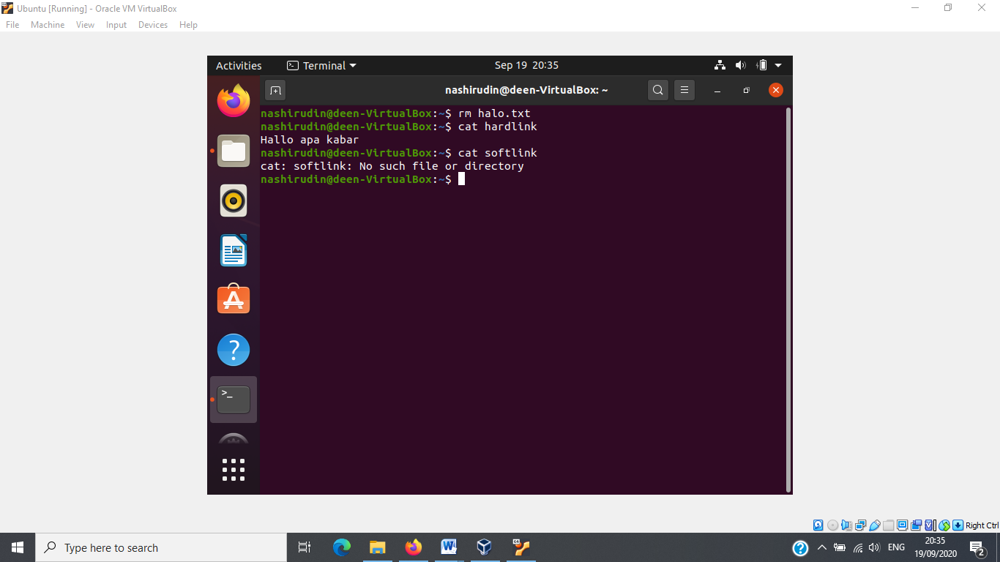 Ubuntu [Running] - Oracle VM VirtualBox
File Machine View Input Devices Help
Activities Terminal Sep 19 20:35
nashirudin@deen-VirtualBox: ~
nashirudin@deen-VirtualBox:~$ rm halo.txt
nashirudin@deen-VirtualBox:~$ cat hardlink
Hallo apa kabar
nashirudin@deen-VirtualBox:~$ cat softlink
cat: softlink: No such file or directory
nashirudin@deen-VirtualBox:~$
Right Ctrl
Type here to search
ENG
20:35
19/09/2020
2